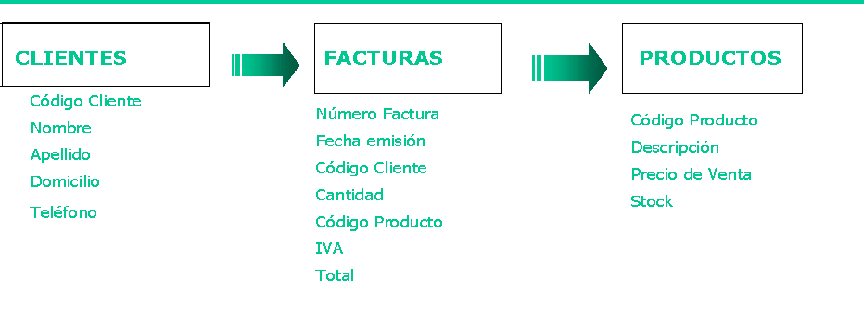 CLIENTES
Código Cliente
Nombre
Apellido
Domicilio
Teléfono
FACTURAS
Número Factura
Fecha emisión
Código Cliente
Cantidad
Código Producto
IVA
Total
PRODUCTOS
Código Producto
Descripción
Precio de Venta
Stock